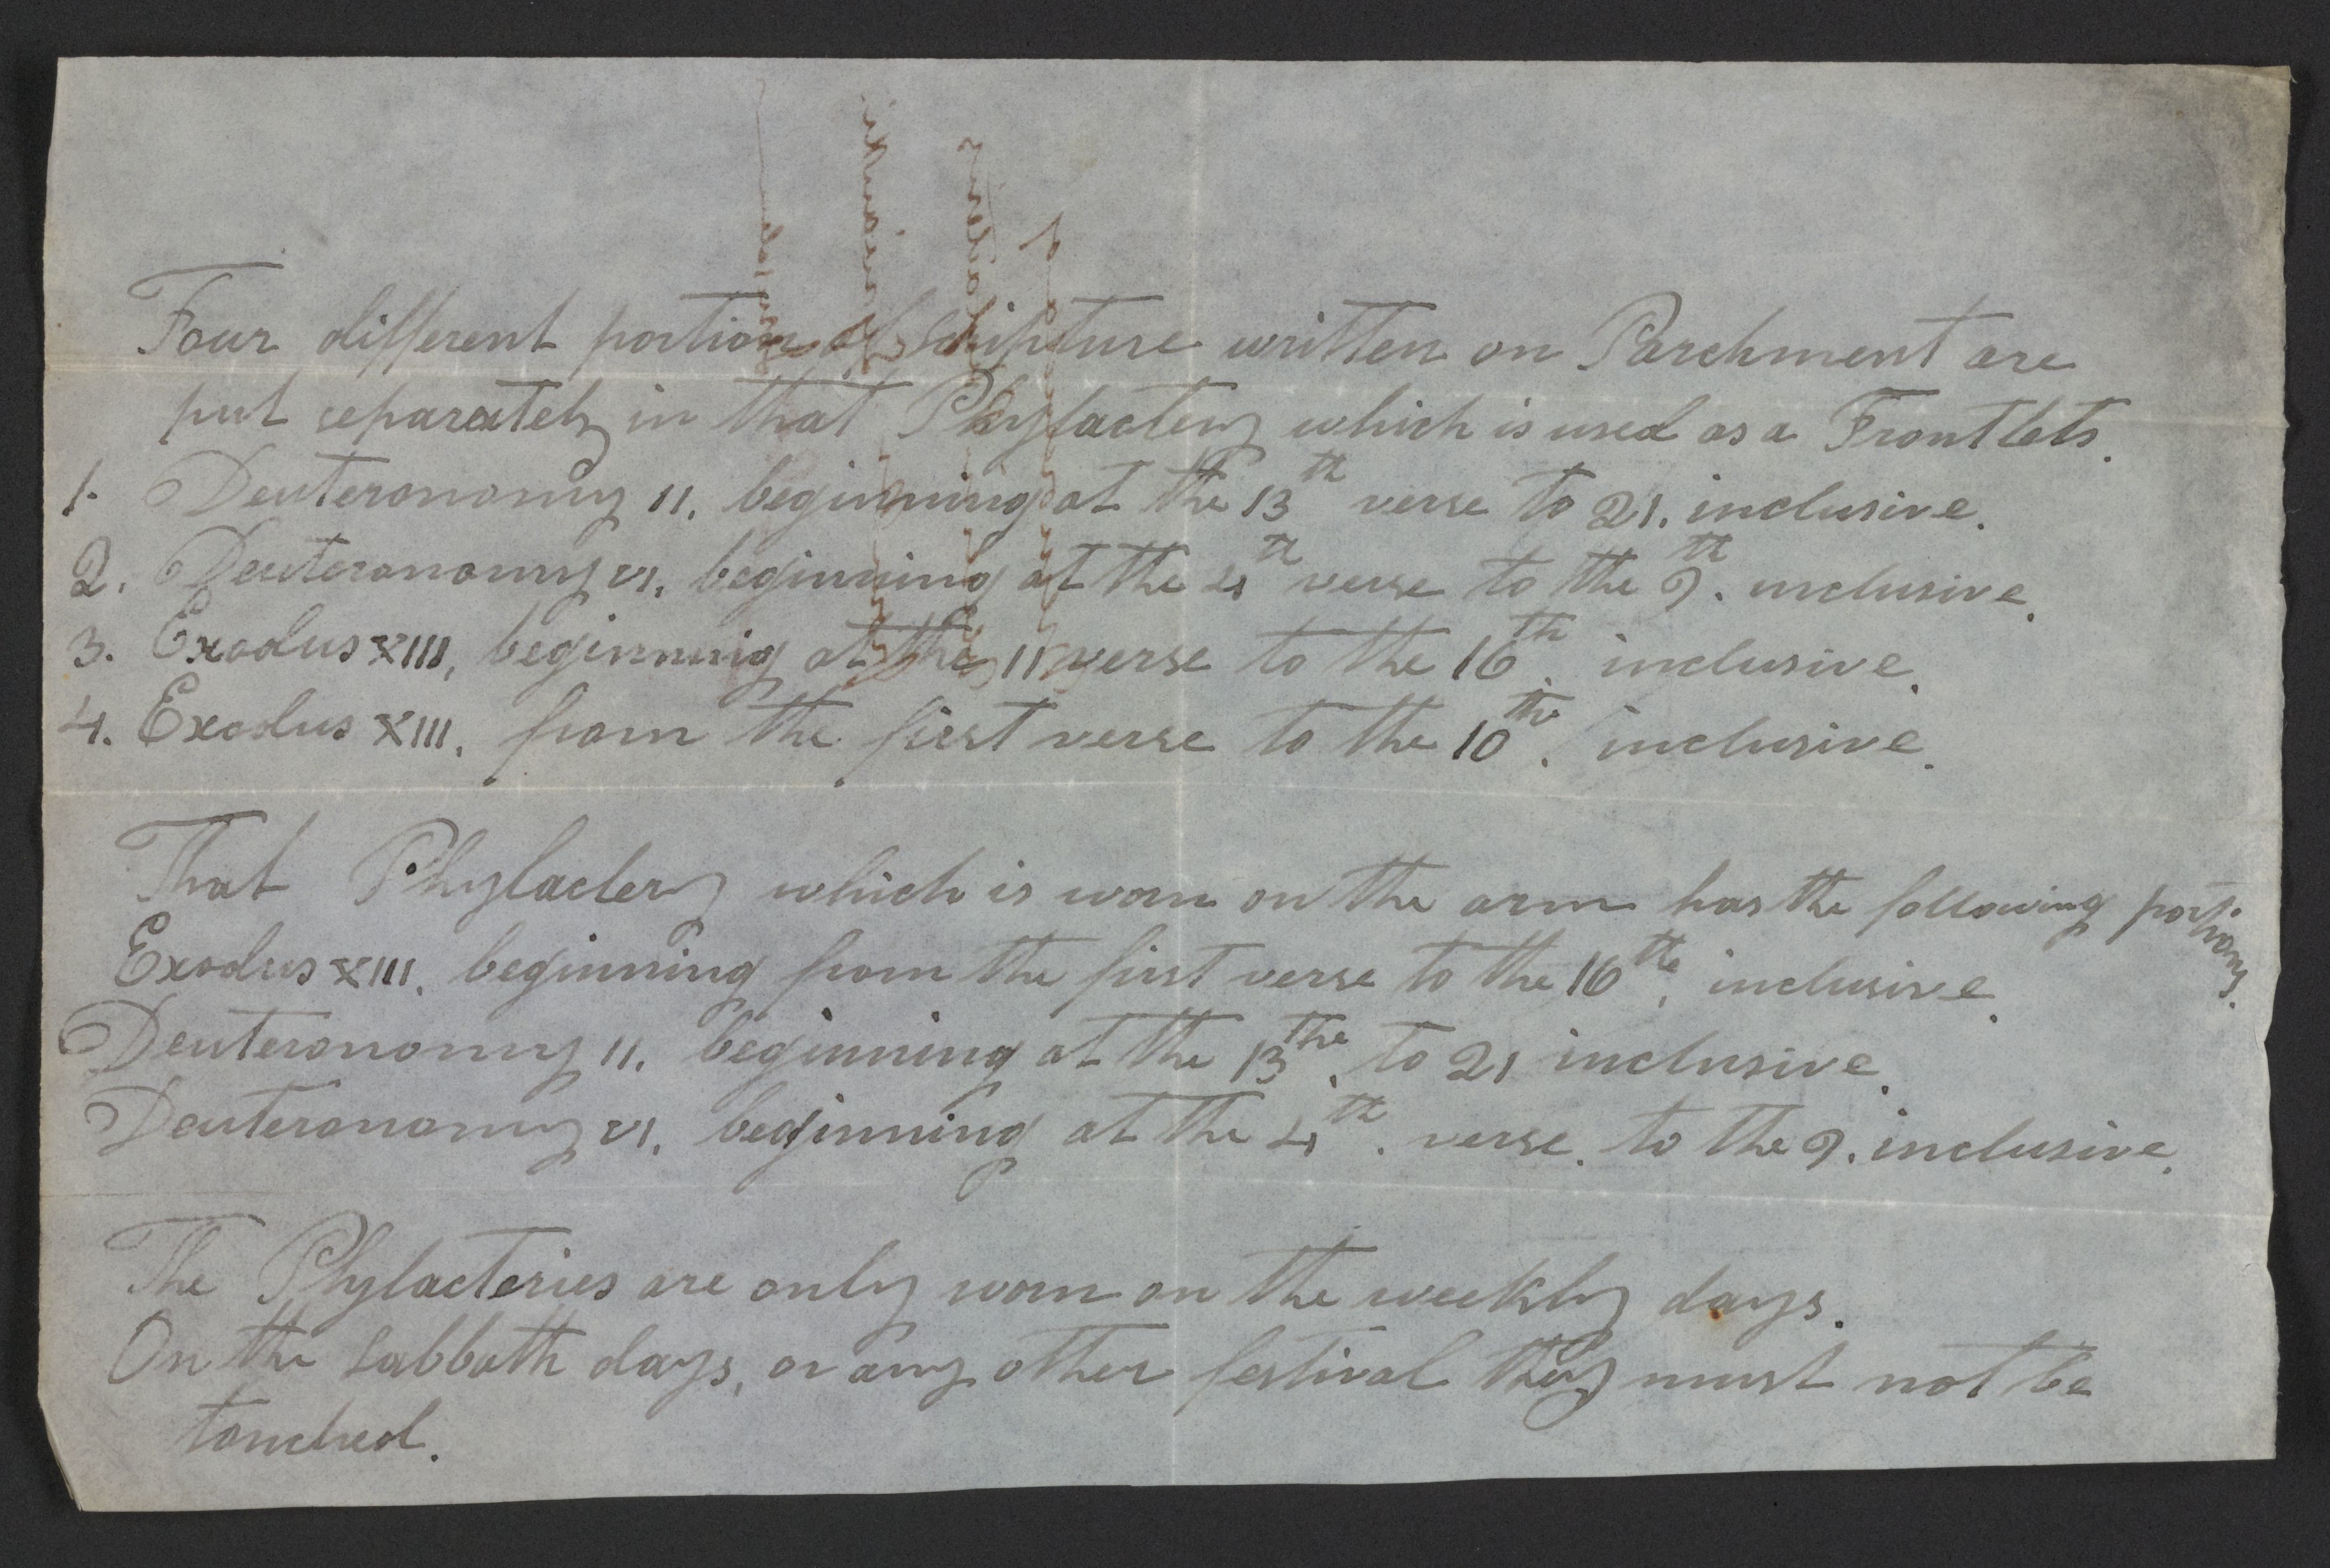 Four different portions of scripture written on Parchment are
put separately in that Phylactery which is used as a Frontlets.
1. Deuteronomy 11. beginning at the 13th verse to 21. inclusive.
2. Deuteronomy VI. beginning at the 4th verse to the 9th. inclusive.
3. Exodus XIII, beginning at the 11 verse to the 16th. inclusive.
4. Exodus XIII. from the first verse to the 10th. inclusive.
That Phylactery which is worn on the arm has the following portions.
Exodus XIII. beginning from the first verse to the 16the. inclusive.
Deuteronomy 11. beginning at the 13the. to 21 inclusive.
Deuteronomy VI. beginning at the 4th. verse. to the 9. inclusive.
The Phylacteries are only worn on the weekly days.
On the Sabbath days, or any other festival they must not be
touched.